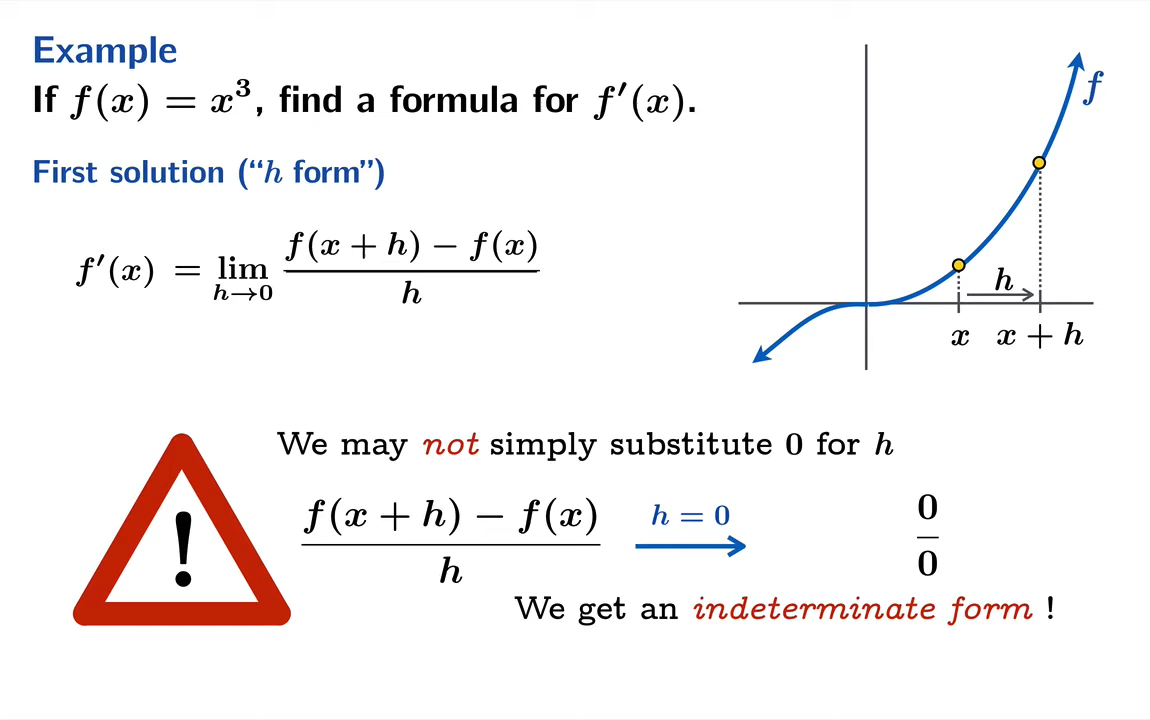 Example
If f(x) = x³, find a formula for f′(x).
First solution (“h form”)
f′(x) = lim h→0 f(x + h) − f(x) / h
f
h
x x + h
!
We may not simply substitute 0 for h
f(x + h) − f(x) / h h = 0 0 / 0
We get an indeterminate form !